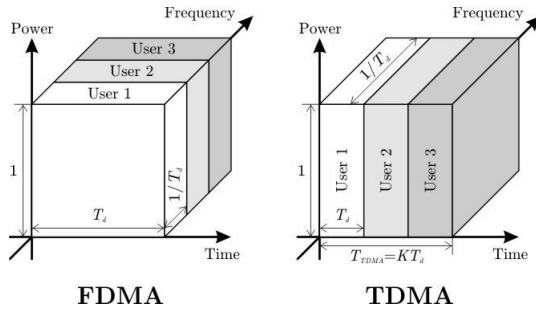 Power
Frequency
User 3
User 2
User 1
1
1/T_d
T_d
Time
FDMA
Power
Frequency
1/T_d
1
User 1
User 2
User 3
T_d
T_TDMA=KT_d
Time
TDMA